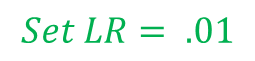 Set LR = .01